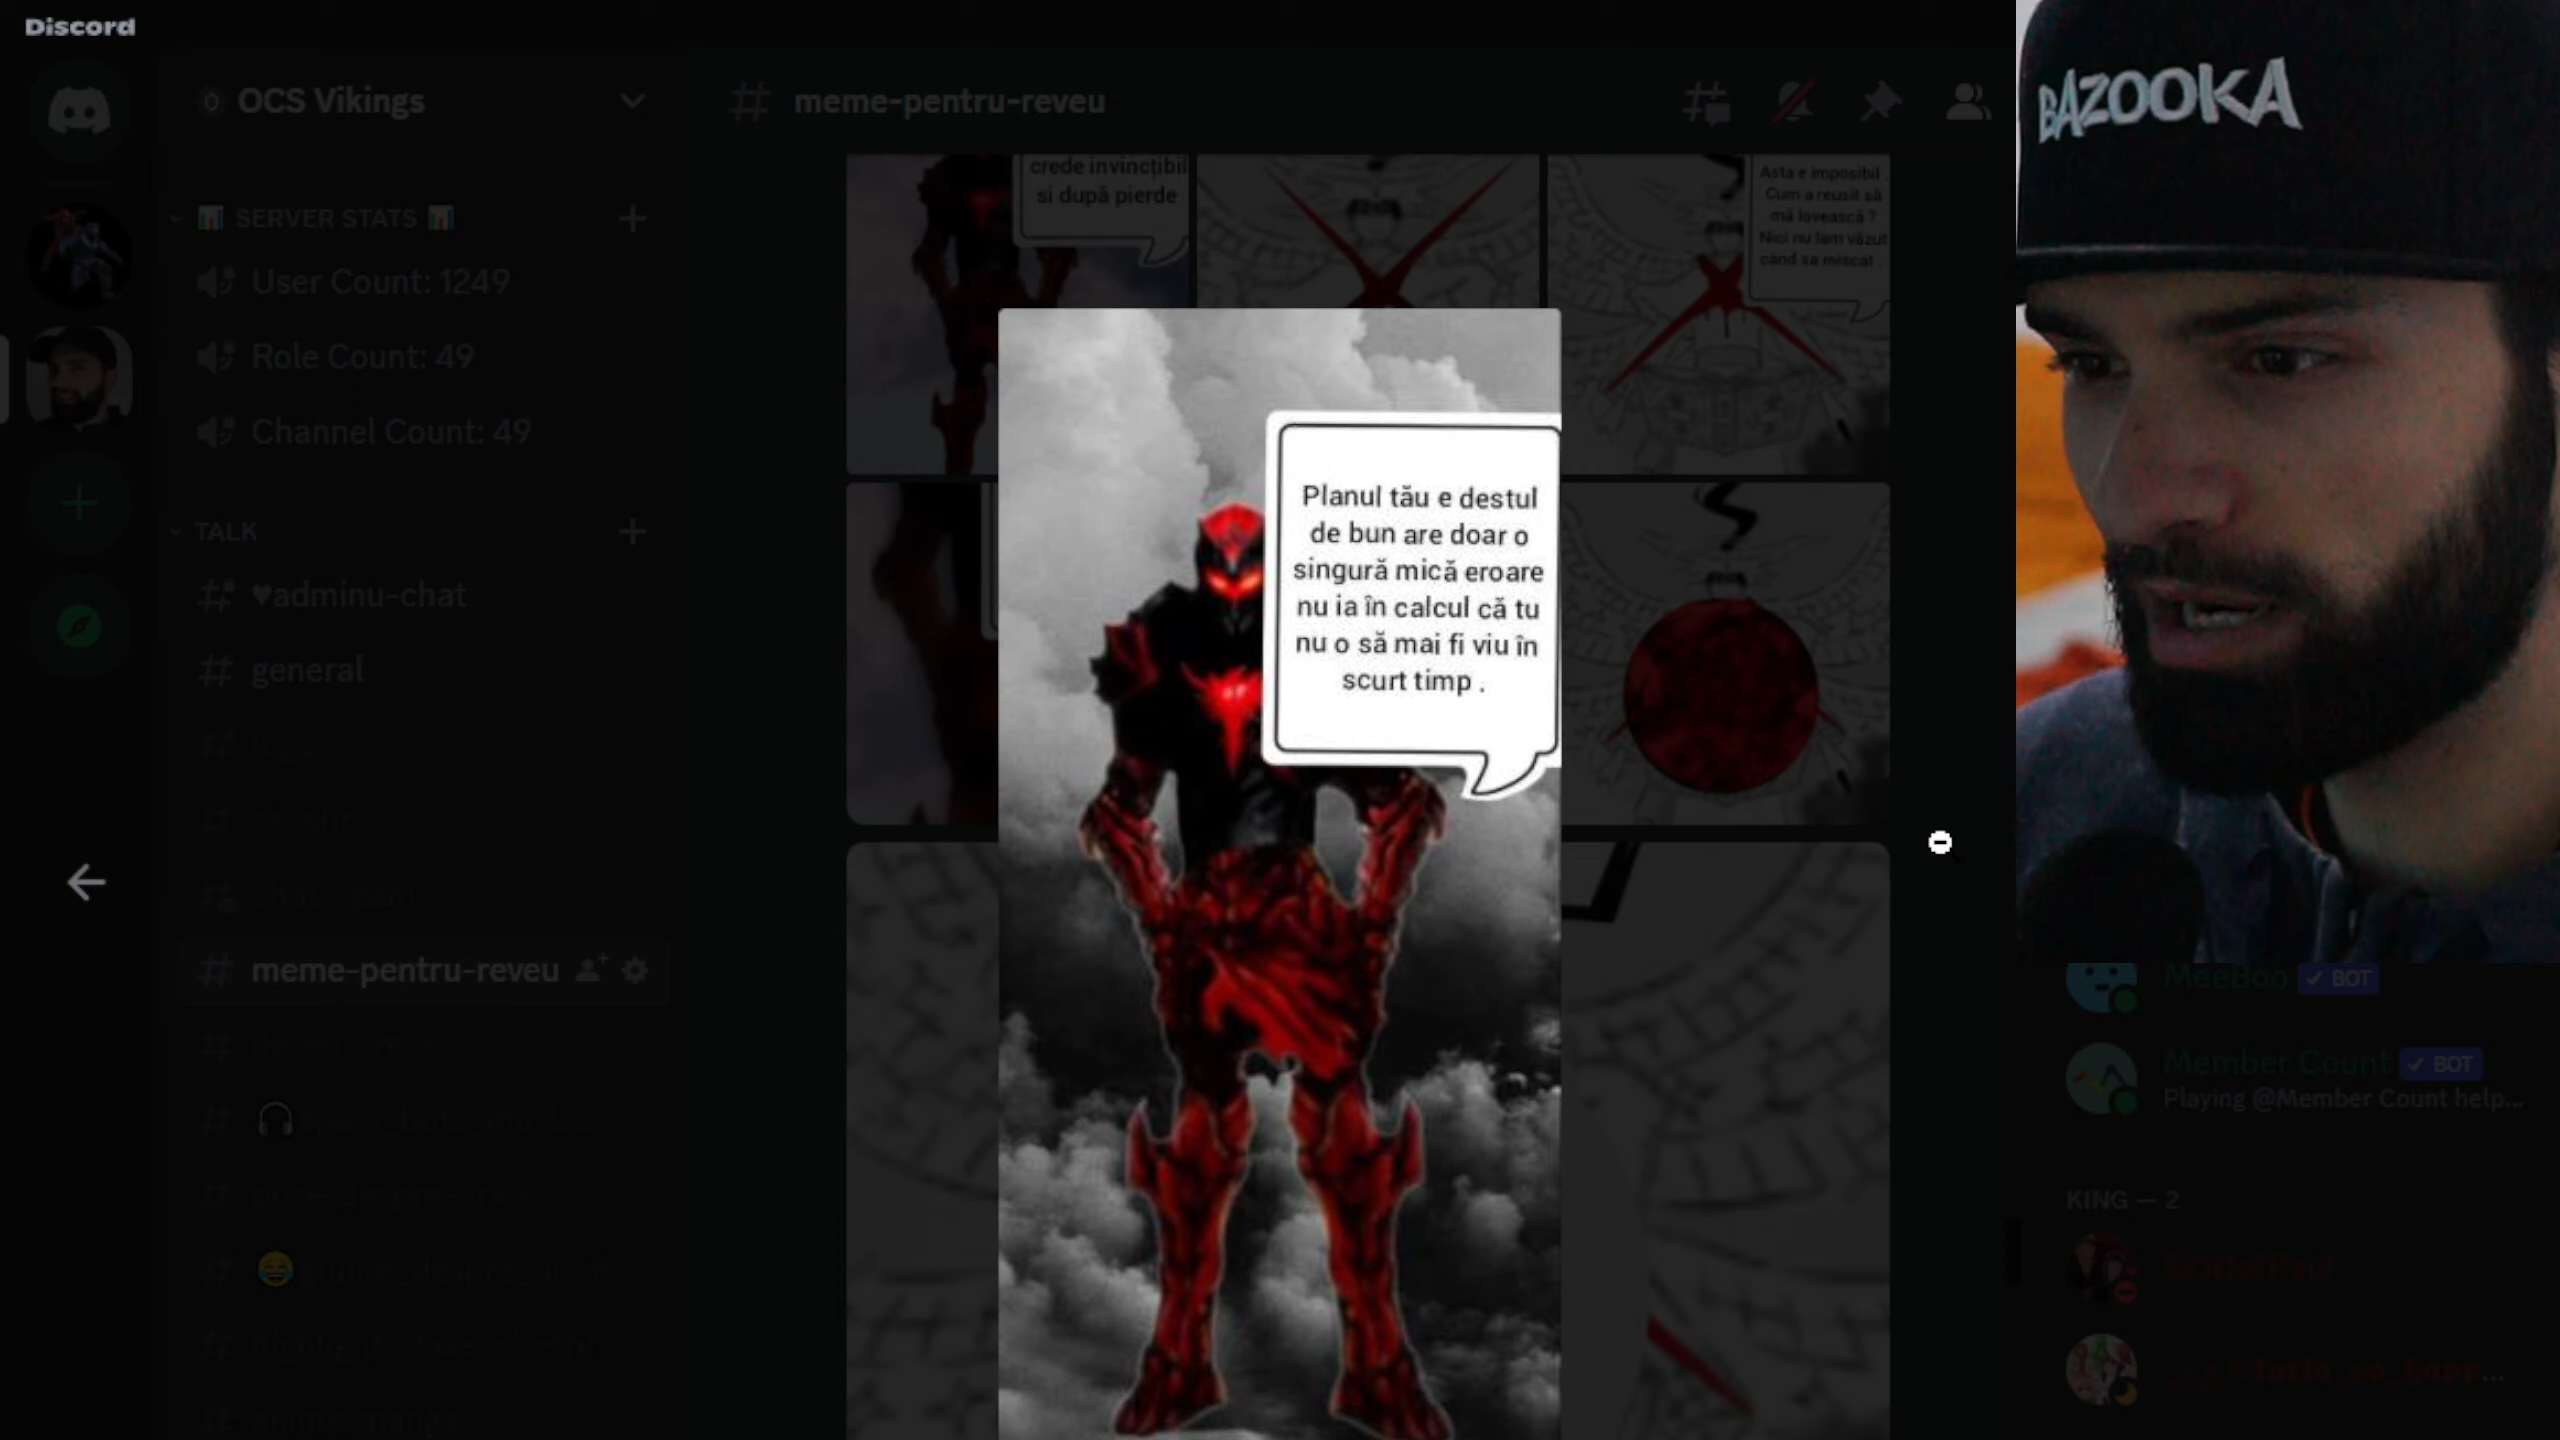 Discord
OCS Vikings
SERVER STATS
User Count: 1249
Role Count: 49
Channel Count: 49
TALK
♥adminu-chat
general
logs
meme-pentru-reveu
meme-pentru-reveu
crede invincțibil
si după pierde
Asta e imposibil
Cum a reusit să
mă lovească ?
Nici nu lam văzut
când sa miscat .
Planul tău e destul
de bun are doar o
singură mică eroare
nu ia în calcul că tu
nu o să mai fi viu în
scurt timp .
BAZOOKA
MeeBoo
BOT
Member Count
BOT
Playing @Member Count help...
KING — 2